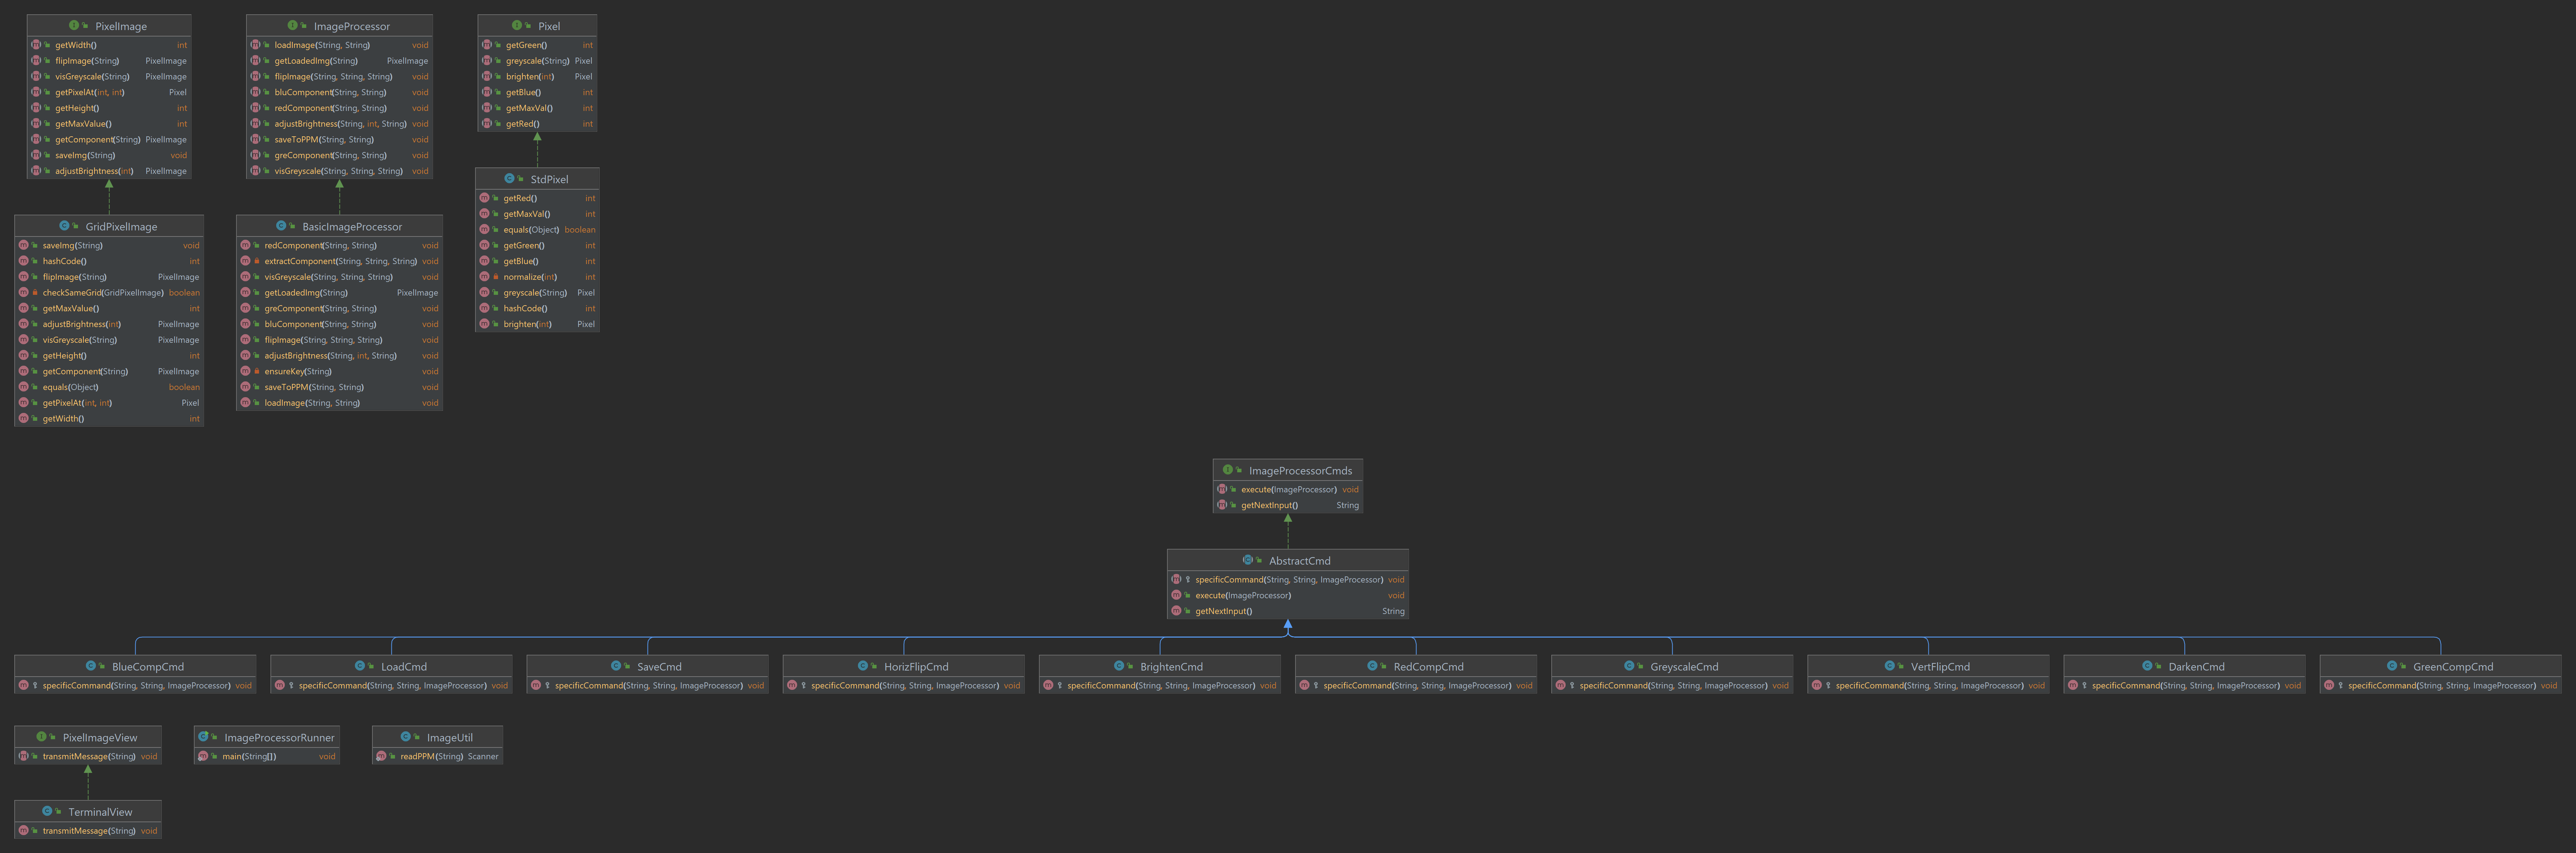 PixelImage
getWidth() int
flipImage(String) PixelImage
visGreyscale(String) PixelImage
getPixelAt(int, int) Pixel
getHeight() int
getMaxValue() int
getComponent(String) PixelImage
saveImg(String) void
adjustBrightness(int) PixelImage
ImageProcessor
loadImage(String, String) void
getLoadedImg(String) PixelImage
flipImage(String, String, String) void
bluComponent(String, String) void
redComponent(String, String) void
adjustBrightness(String, int, String) void
saveToPPM(String, String) void
greComponent(String, String) void
visGreyscale(String, String, String) void
Pixel
getGreen() int
greyscale(String) Pixel
brighten(int) Pixel
getBlue() int
getMaxVal() int
getRed() int
GridPixelImage
saveImg(String) void
hashCode() int
flipImage(String) PixelImage
checkSameGrid(GridPixelImage) boolean
getMaxValue() int
adjustBrightness(int) PixelImage
visGreyscale(String) PixelImage
getHeight() int
getComponent(String) PixelImage
equals(Object) boolean
getPixelAt(int, int) Pixel
getWidth() int
BasicImageProcessor
redComponent(String, String) void
extractComponent(String, String, String) void
visGreyscale(String, String, String) void
getLoadedImg(String) PixelImage
greComponent(String, String) void
bluComponent(String, String) void
flipImage(String, String, String) void
adjustBrightness(String, int, String) void
ensureKey(String) void
saveToPPM(String, String) void
loadImage(String, String) void
StdPixel
getRed() int
getMaxVal() int
equals(Object) boolean
getGreen() int
getBlue() int
normalize(int) int
greyscale(String) Pixel
hashCode() int
brighten(int) Pixel
ImageProcessorCmds
execute(ImageProcessor) void
getNextInput() String
AbstractCmd
specificCommand(String, String, ImageProcessor) void
execute(ImageProcessor) void
getNextInput() String
BlueCompCmd
specificCommand(String, String, ImageProcessor) void
LoadCmd
specificCommand(String, String, ImageProcessor) void
SaveCmd
specificCommand(String, String, ImageProcessor) void
HorizFlipCmd
specificCommand(String, String, ImageProcessor) void
BrightenCmd
specificCommand(String, String, ImageProcessor) void
RedCompCmd
specificCommand(String, String, ImageProcessor) void
GreyscaleCmd
specificCommand(String, String, ImageProcessor) void
VertFlipCmd
specificCommand(String, String, ImageProcessor) void
DarkenCmd
specificCommand(String, String, ImageProcessor) void
GreenCompCmd
specificCommand(String, String, ImageProcessor) void
PixelImageView
transmitMessage(String) void
ImageProcessorRunner
main(String[]) void
ImageUtil
readPPM(String) Scanner
TerminalView
transmitMessage(String) void